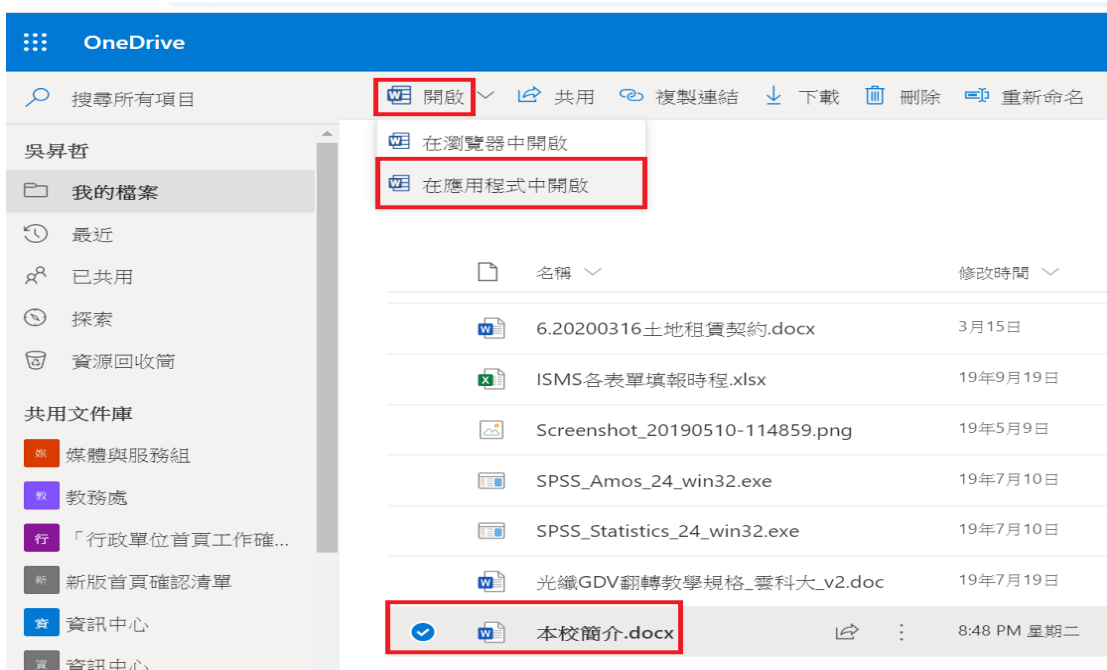 OneDrive
搜尋所有項目
開啟 共用 複製連結 下載 刪除 重新命名
在瀏覽器中開啟
在應用程式中開啟
吳昇哲
我的檔案
最近
已共用
探索
資源回收筒
共用文件庫
媒 媒體與服務組
教 教務處
行 「行政單位首頁工作確...
新 新版首頁確認清單
資 資訊中心
資 資訊中心
名稱 修改時間
6.20200316土地租賃契約.docx 3月15日
ISMS各表單填報時程.xlsx 19年9月19日
Screenshot_20190510-114859.png 19年5月9日
SPSS_Amos_24_win32.exe 19年7月10日
SPSS_Statistics_24_win32.exe 19年7月10日
光纖GDV翻轉教學規格_雲科大_v2.doc 19年7月19日
本校簡介.docx 8:48 PM 星期二